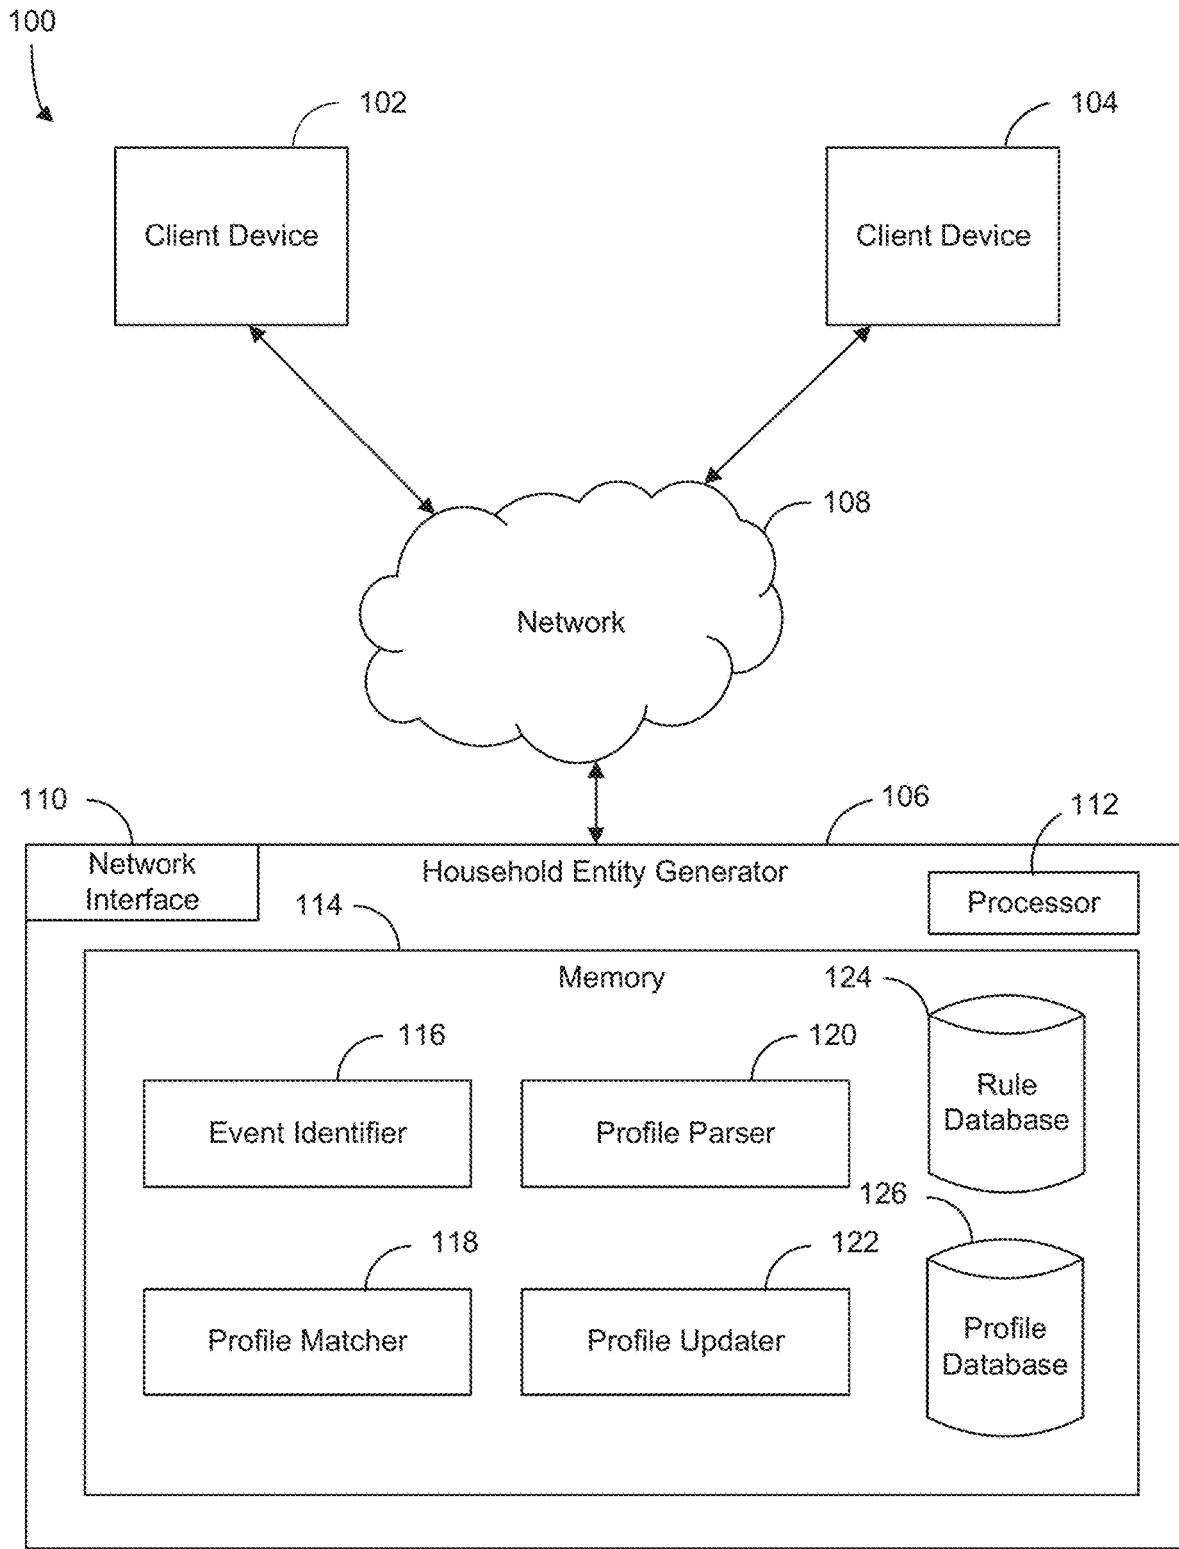 100
102
104
Client Device
Client Device
108
Network
110
106
112
Network
Interface
Household Entity Generator
Processor
114
Memory
124
116
120
Rule
Database
Event Identifier
Profile Parser
126
118
122
Profile Matcher
Profile Updater
Profile
Database